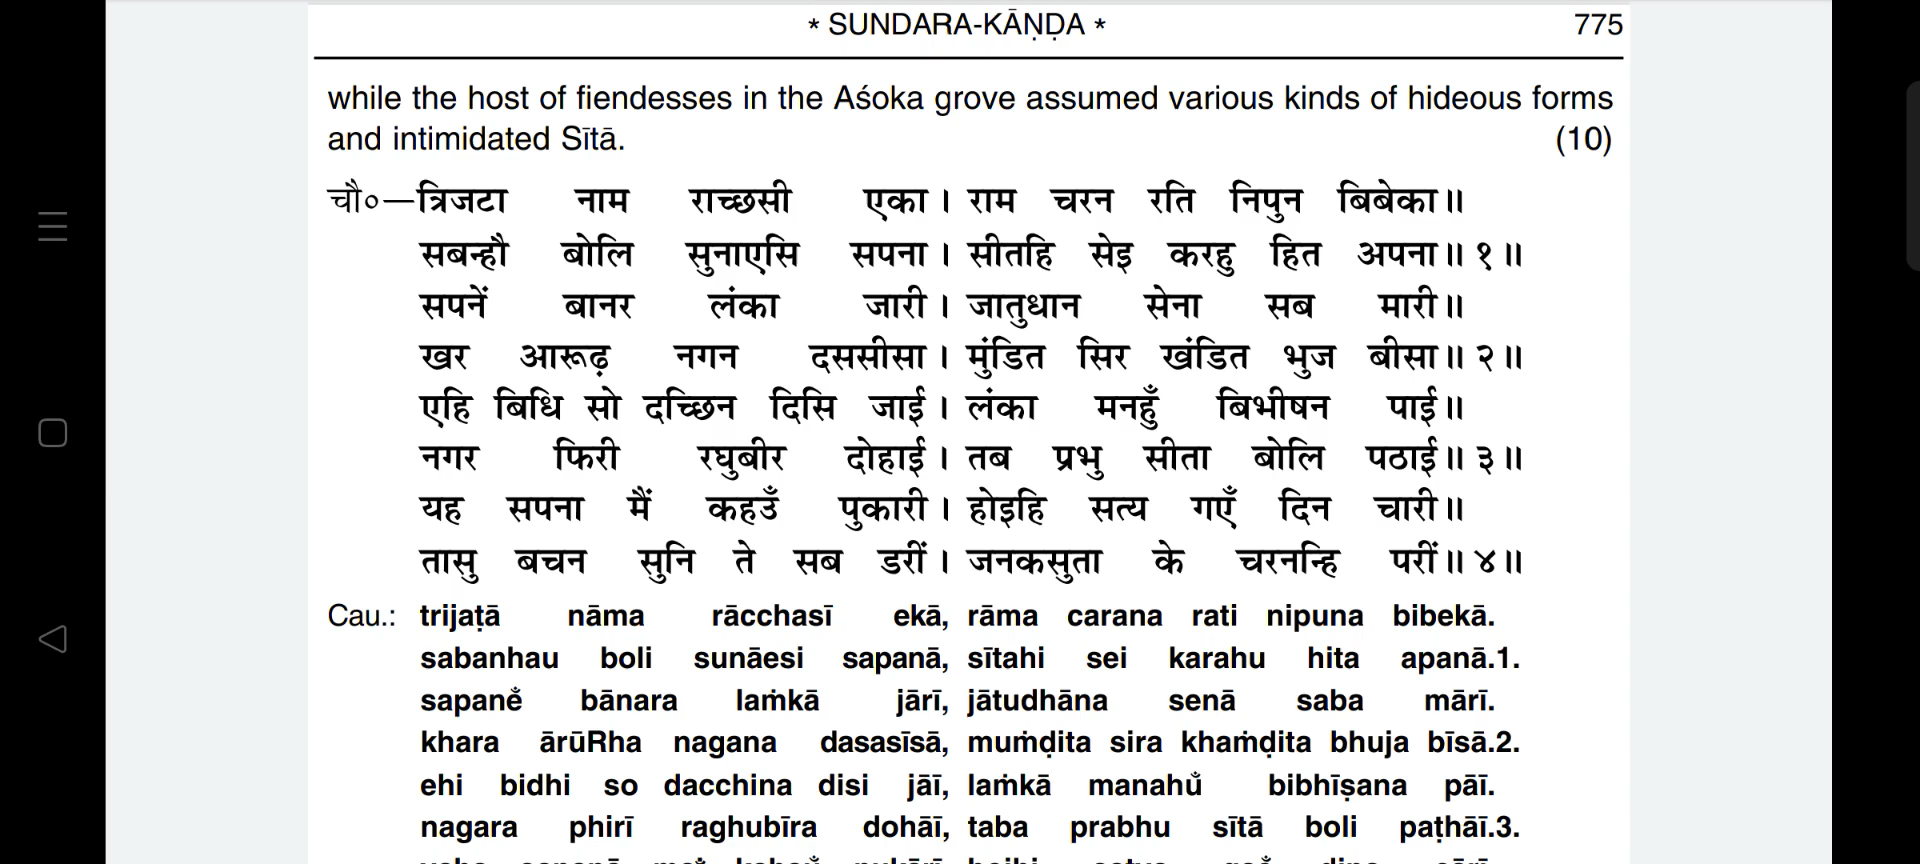 * SUNDARA-KĀṆḌA * 775
while the host of fiendesses in the Aśoka grove assumed various kinds of hideous forms
and intimidated Sītā. (10)
चौ०—त्रिजटा नाम राच्छसी एका। राम चरन रति निपुन बिबेका॥
सबन्हौ बोलि सुनाएसि सपना। सीतहि सेइ करहु हित अपना॥ १॥
सपनें बानर लंका जारी। जातुधान सेना सब मारी॥
खर आरूढ़ नगन दससीसा। मुंडित सिर खंडित भुज बीसा॥ २॥
एहि बिधि सो दच्छिन दिसि जाई। लंका मनहुँ बिभीषन पाई॥
नगर फिरी रघुबीर दोहाई। तब प्रभु सीता बोलि पठाई॥ ३॥
यह सपना मैं कहउँ पुकारी। होइहि सत्य गएँ दिन चारी॥
तासु बचन सुनि ते सब डरीं। जनकसुता के चरनन्हि परीं॥ ४॥
Cau.: trijaṭā nāma rācchasī ekā, rāma carana rati nipuna bibekā.
sabanhau boli sunāesi sapanā, sītahi sei karahu hita apanā.1.
sapanė̐ bānara laṁkā jārī, jātudhāna senā saba mārī.
khara ārūRha nagana dasasīsā, muṁḍita sira khaṁḍita bhuja bīsā.2.
ehi bidhi so dacchina disi jāī, laṁkā manahu̐ bibhīṣana pāī.
nagara phirī raghubīra dohāī, taba prabhu sītā boli paṭhāī.3.